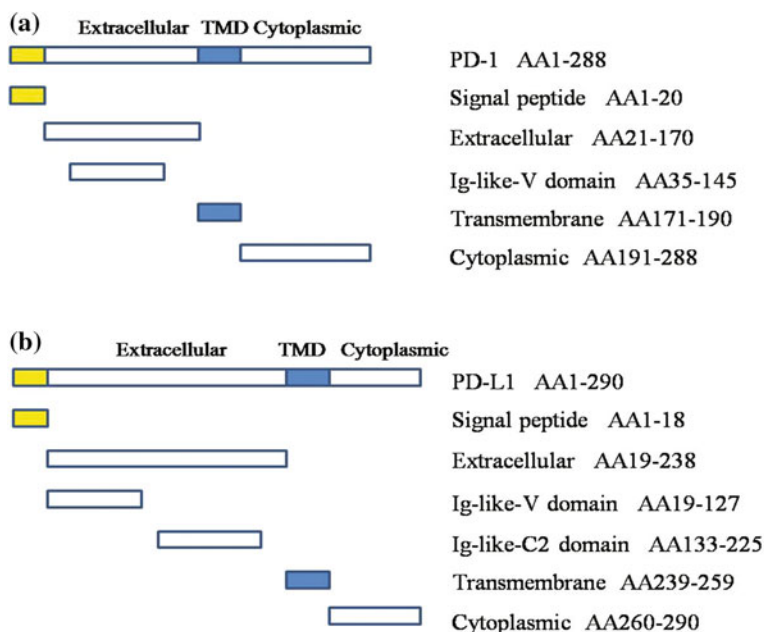 (a)
Extracellular TMD Cytoplasmic
PD-1 AA1-288
Signal peptide AA1-20
Extracellular AA21-170
Ig-like-V domain AA35-145
Transmembrane AA171-190
Cytoplasmic AA191-288
(b)
Extracellular TMD Cytoplasmic
PD-L1 AA1-290
Signal peptide AA1-18
Extracellular AA19-238
Ig-like-V domain AA19-127
Ig-like-C2 domain AA133-225
Transmembrane AA239-259
Cytoplasmic AA260-290